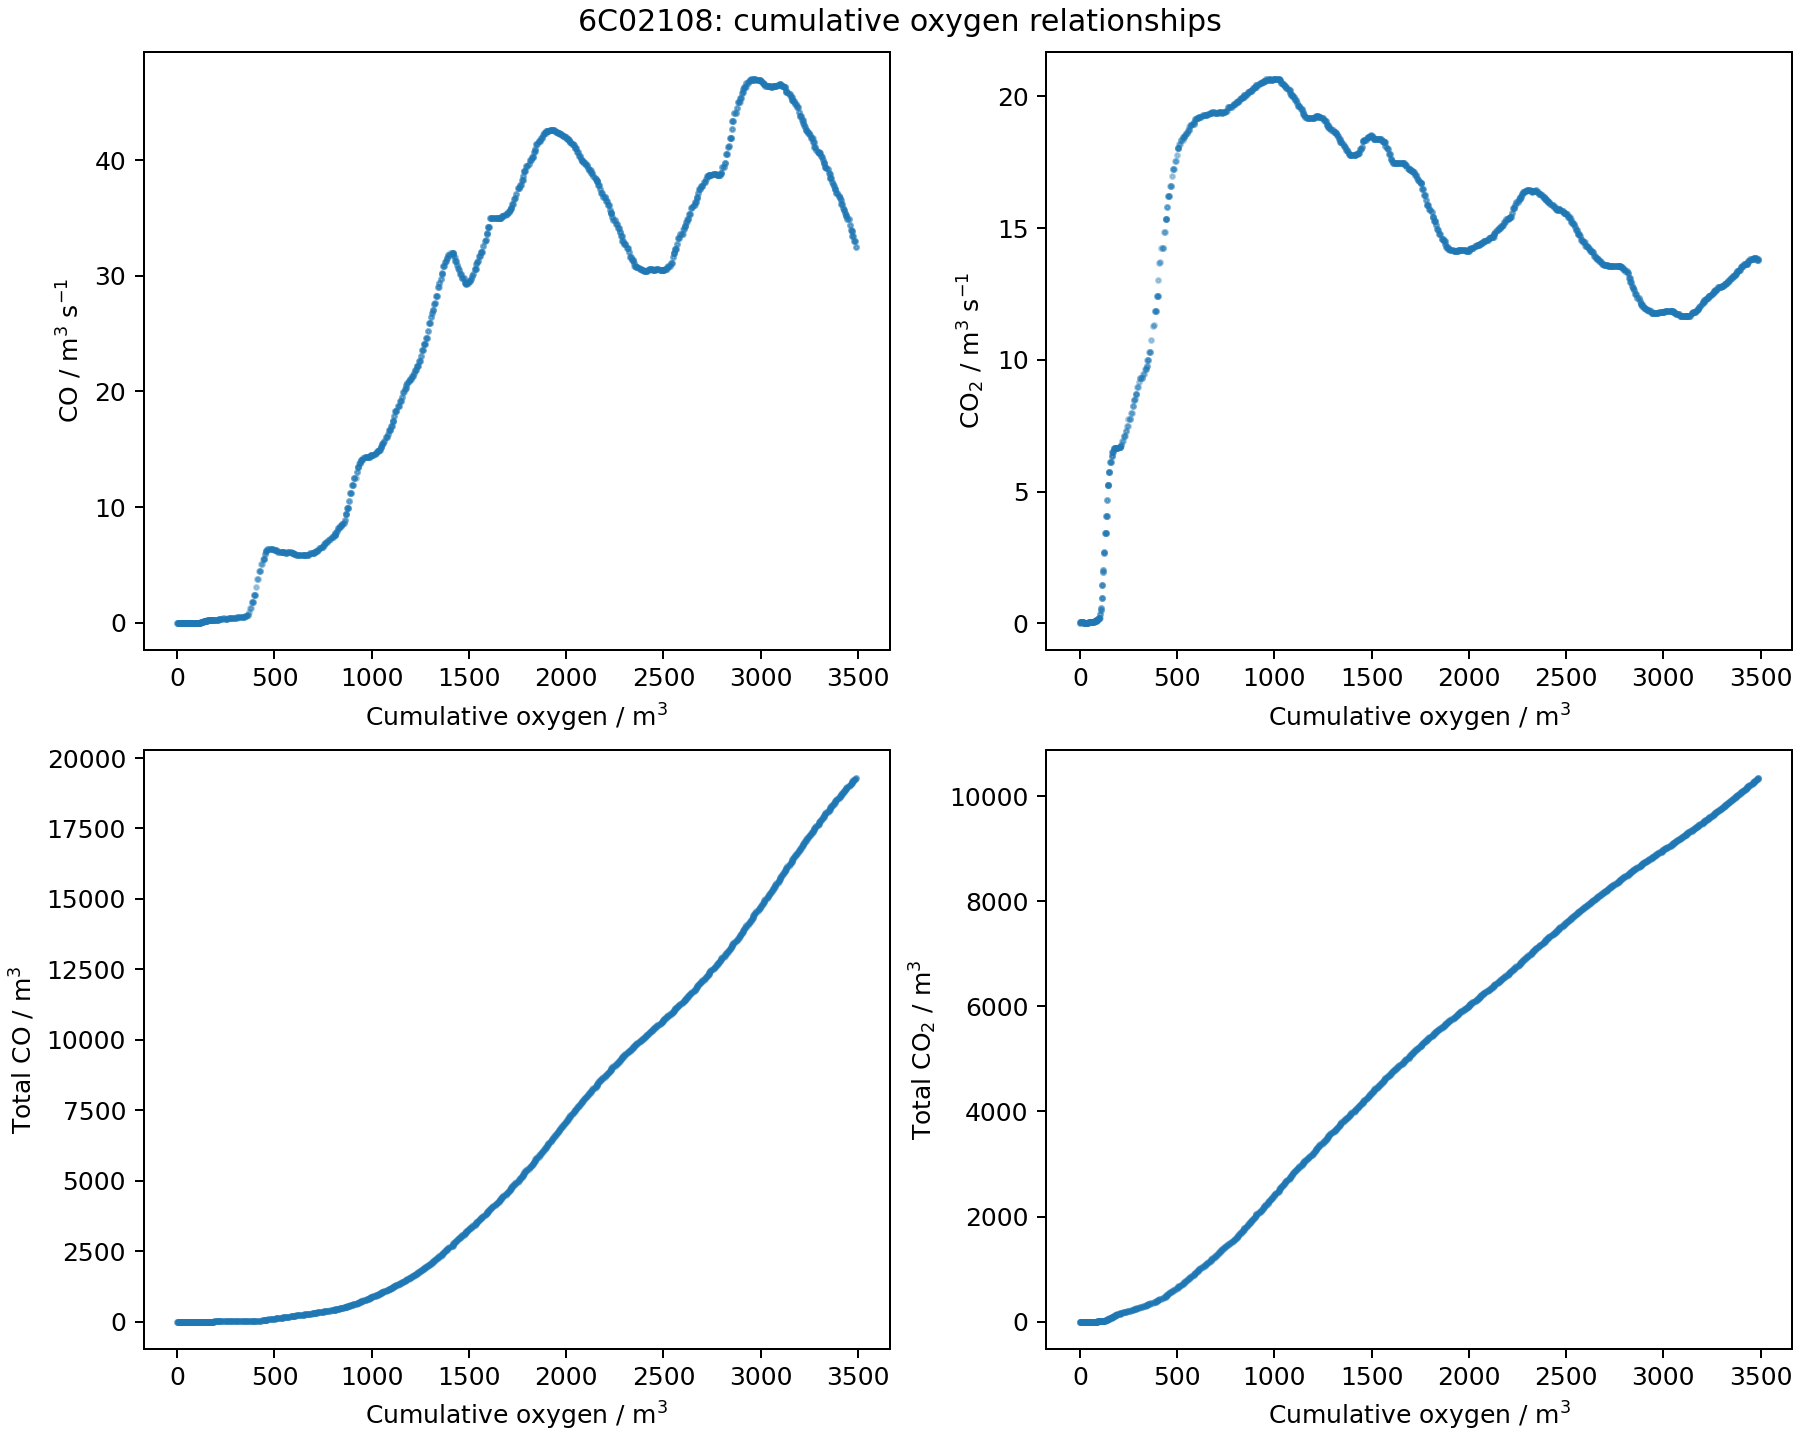 6C02108: cumulative oxygen relationships
CO / m³ s⁻¹
40
30
20
10
0
0 500 1000 1500 2000 2500 3000 3500
Cumulative oxygen / m³
CO₂ / m³ s⁻¹
20
15
10
5
0
0 500 1000 1500 2000 2500 3000 3500
Cumulative oxygen / m³
Total CO / m³
20000
17500
15000
12500
10000
7500
5000
2500
0
0 500 1000 1500 2000 2500 3000 3500
Cumulative oxygen / m³
Total CO₂ / m³
10000
8000
6000
4000
2000
0
0 500 1000 1500 2000 2500 3000 3500
Cumulative oxygen / m³